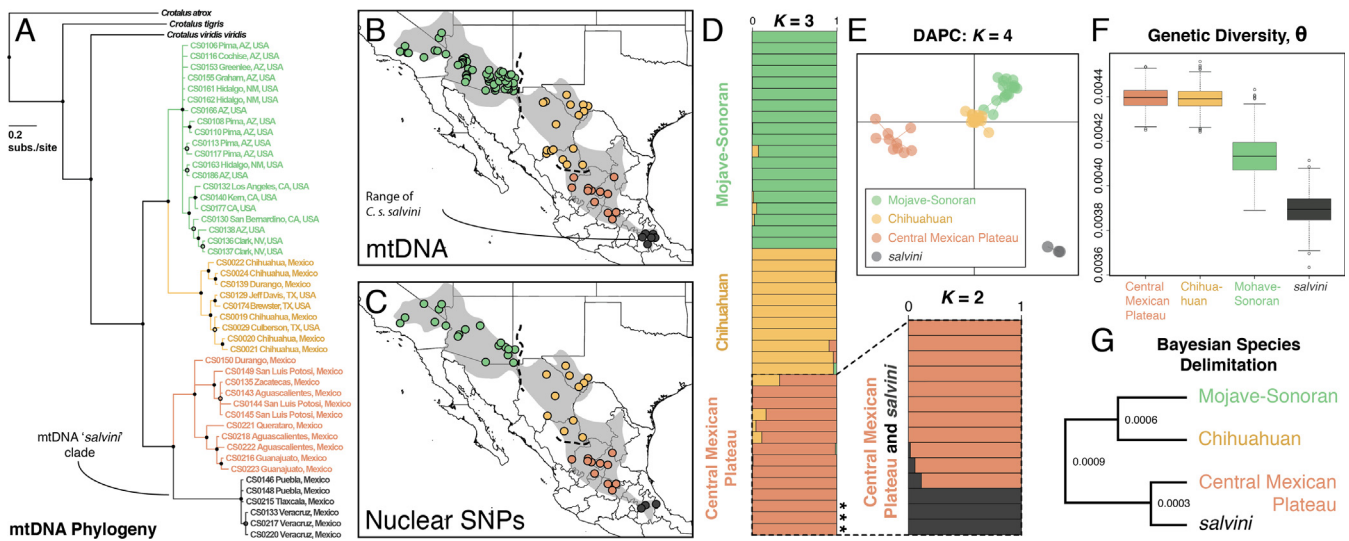 A
Crotalus atrox
Crotalus tigris
Crotalus viridis viridis
CS0106 Pima, AZ, USA
CS0116 Cochise, AZ, USA
CS0153 Greenlee, AZ, USA
CS0155 Graham, AZ, USA
CS0161 Hidalgo, NM, USA
CS0162 Hidalgo, NM, USA
CS0166 AZ, USA
CS0108 Pima, AZ, USA
CS0110 Pima, AZ, USA
CS0113 Pima, AZ, USA
CS0117 Pima, AZ, USA
CS0163 Hidalgo, NM, USA
CS0186 AZ, USA
CS0132 Los Angeles, CA, USA
CS0140 Kern, CA, USA
CS0177 CA, USA
CS0130 San Bernardino, CA, USA
CS0138 AZ, USA
CS0136 Clark, NV, USA
CS0137 Clark, NV, USA
CS0022 Chihuahua, Mexico
CS0024 Chihuahua, Mexico
CS0139 Durango, Mexico
CS0129 Jeff Davis, TX, USA
CS0174 Brewster, TX, USA
CS0019 Chihuahua, Mexico
CS0029 Culberson, TX, USA
CS0020 Chihuahua, Mexico
CS0021 Chihuahua, Mexico
CS0150 Durango, Mexico
CS0149 San Luis Potosi, Mexico
CS0135 Zacatecas, Mexico
CS0143 Aguascalientes, Mexico
CS0144 San Luis Potosi, Mexico
CS0145 San Luis Potosi, Mexico
CS0221 Querataro, Mexico
CS0218 Aguascalientes, Mexico
CS0222 Aguascalientes, Mexico
CS0216 Guanajuato, Mexico
CS0223 Guanajuato, Mexico
CS0146 Puebla, Mexico
CS0148 Puebla, Mexico
CS0215 Tlaxcala, Mexico
CS0133 Veracruz, Mexico
CS0217 Veracruz, Mexico
CS0220 Veracruz, Mexico
0.2
subs./site
mtDNA 'salvini'
clade
mtDNA Phylogeny
B
Range of
C. s. salvini
mtDNA
C
Nuclear SNPs
D
K = 3
0 1
Mojave-Sonoran
Chihuahuan
Central Mexican
Plateau
* * *
K = 2
0 1
Central Mexican
Plateau and salvini
E
DAPC: K = 4
Mojave-Sonoran
Chihuahuan
Central Mexican Plateau
salvini
F
Genetic Diversity, θ
0.0044
0.0042
0.0040
0.0038
0.0036
Central
Mexican
Plateau
Chihua-
huan
Mohave-
Sonoran
salvini
G
Bayesian Species
Delimitation
Mojave-Sonoran
0.0006
Chihuahuan
0.0009
Central Mexican
Plateau
0.0003
salvini